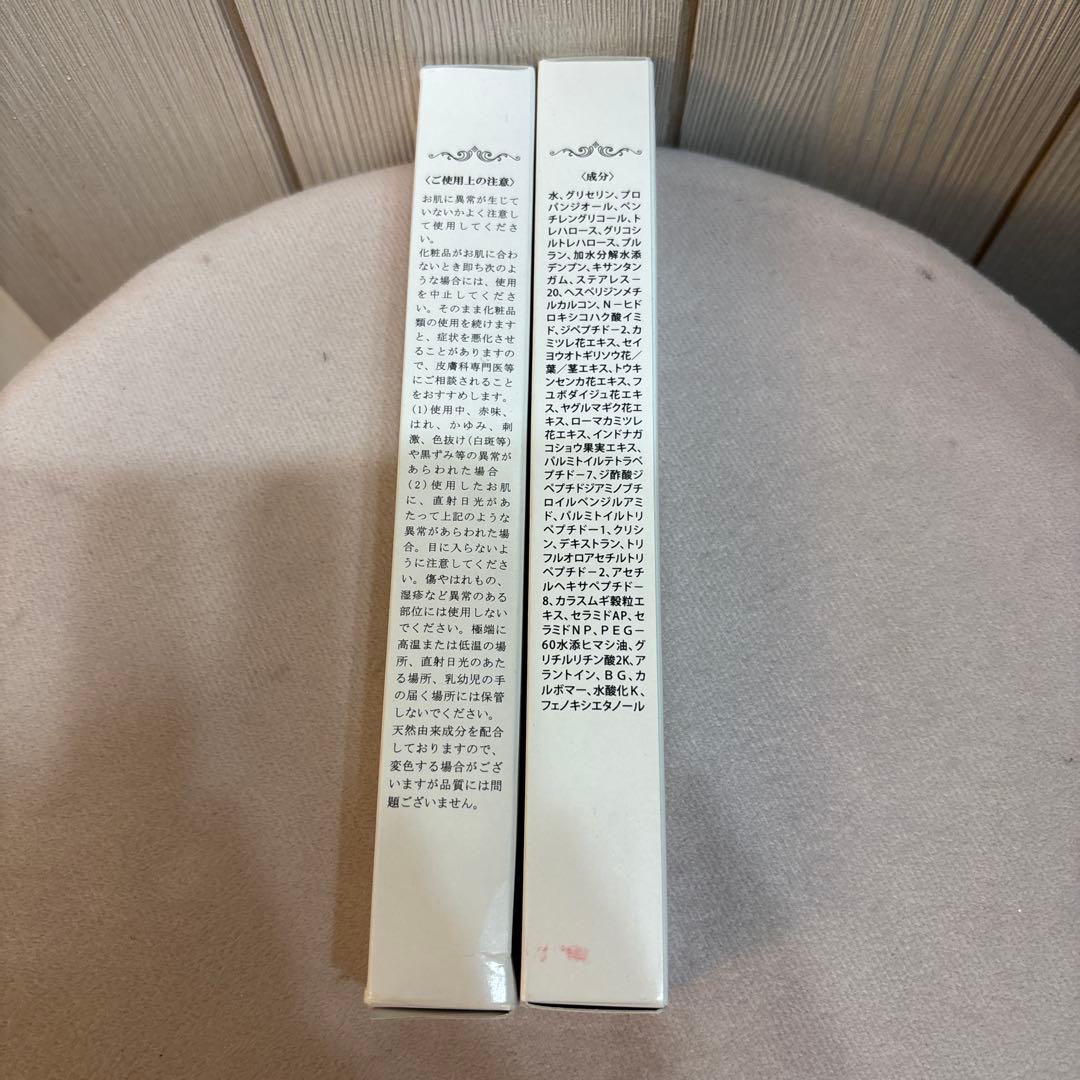 〈ご使用上の注意〉
お肌に異常が生じて
いないかよく注意し
て使用してくださ
い。
化粧品がお肌に合わ
ないとき即ち次のよ
うな場合には、使用
を中止してくださ
い。そのまま化粧品
類の使用を続けます
と、症状を悪化させ
ることがありますの
で、皮膚科専門医等
にご相談されること
をおすすめします。
(1)使用中、赤味、
はれ、かゆみ、刺
激、色抜け(白斑等)
や黒ずみ等の異常が
あらわれた場合
(2)使用したお肌
に、直射日光があ
たって上記のような
異常があらわれた場
合。目に入らないよ
うに注意してくださ
い。傷やはれもの、
湿疹など異常のある
部位には使用しない
でください。極端に
高温または低温の場
所、直射日光のあた
る場所、乳幼児の手
の届く場所には保管
しないでください。
天然由来成分を配合
しておりますので、
変色する場合がござ
いますが品質には問
題ございません。
〈成分〉
水、グリセリン、プロ
パンジオール、ペン
チレングリコール、ト
レハロース、グリコシ
ルトレハロース、プル
ラン、加水分解水添
デンプン、キサンタン
ガム、ステアレス－
20、ヘスペリジンメチ
ルカルコン、N－ヒド
ロキシコハク酸イミ
ド、ジペプチド－2、カ
ミツレ花エキス、セイ
ヨウオトギリソウ花／
葉／茎エキス、トウキ
ンセンカ花エキス、フ
ユボダイジュ花エキ
ス、ヤグルマギク花エ
キス、ローマカミツレ
花エキス、インドナガ
コショウ果実エキス、
パルミトイルテトラペ
プチド－7、ジ酢酸ジ
ペプチドジアミノブチ
ロイルベンジルアミ
ド、パルミトイルトリ
ペプチド－1、クリシ
ン、デキストラン、トリ
フルオロアセチルトリ
ペプチド－2、アセチ
ルヘキサペプチド－
8、カラスムギ穀粒エ
キス、セラミドAP、セ
ラミドNP、PEG－
60水添ヒマシ油、グ
リチルリチン酸2K、ア
ラントイン、BG、カ
ルボマー、水酸化K、
フェノキシエタノール